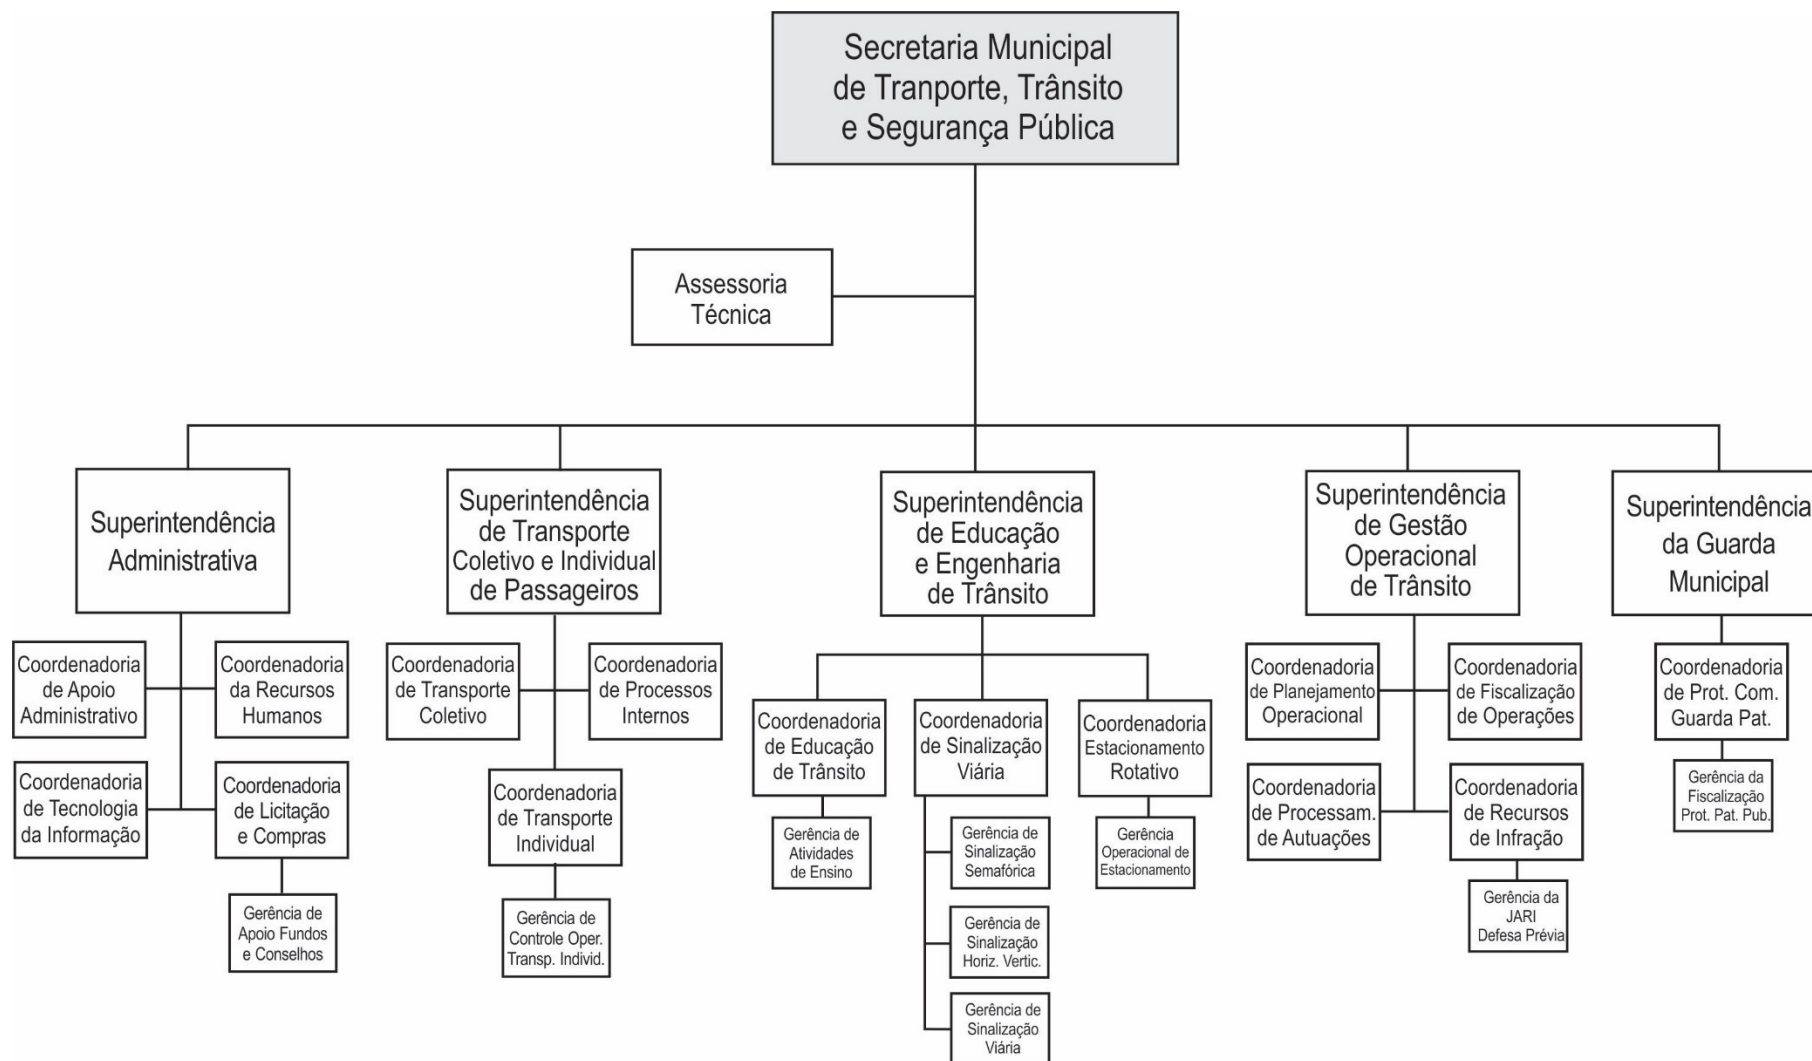 Secretaria Municipal
de Tranporte, Trânsito
e Segurança Pública
Assessoria
Técnica
Superintendência
Administrativa
Superintendência
de Transporte
Coletivo e Individual
de Passageiros
Superintendência
de Educação
e Engenharia
de Trânsito
Superintendência
de Gestão
Operacional
de Trânsito
Superintendência
da Guarda
Municipal
Coordenadoria
de Apoio
Administrativo
Coordenadoria
da Recursos
Humanos
Coordenadoria
de Tecnologia
da Informação
Coordenadoria
de Licitação
e Compras
Gerência de
Apoio Fundos
e Conselhos
Coordenadoria
de Transporte
Coletivo
Coordenadoria
de Processos
Internos
Coordenadoria
de Transporte
Individual
Gerência de
Controle Oper.
Transp. Individ.
Coordenadoria
de Educação
de Trânsito
Gerência de
Atividades
de Ensino
Coordenadoria
de Sinalização
Viária
Gerência de
Sinalização
Semafórica
Gerência de
Sinalização
Horiz. Vertic.
Gerência de
Sinalização
Viária
Coordenadoria
Estacionamento
Rotativo
Gerência
Operacional de
Estacionamento
Coordenadoria
de Planejamento
Operacional
Coordenadoria
de Fiscalização
de Operações
Coordenadoria
de Processam.
de Autuações
Coordenadoria
de Recursos
de Infração
Gerência da
JARI
Defesa Prévia
Coordenadoria
de Prot. Com.
Guarda Pat.
Gerência da
Fiscalização
Prot. Pat. Pub.